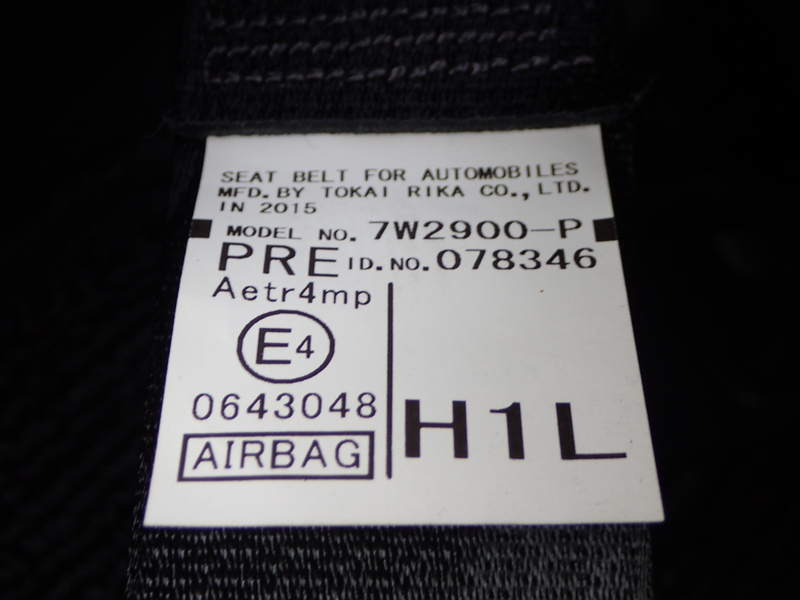 SEAT BELT FOR AUTOMOBILES
MFD. BY TOKAI RIKA CO., LTD.
IN 2015
MODEL NO. 7W2900-P
PRE ID. NO. 078346
Aetr4mp
E4
0643048
AIRBAG
H1L